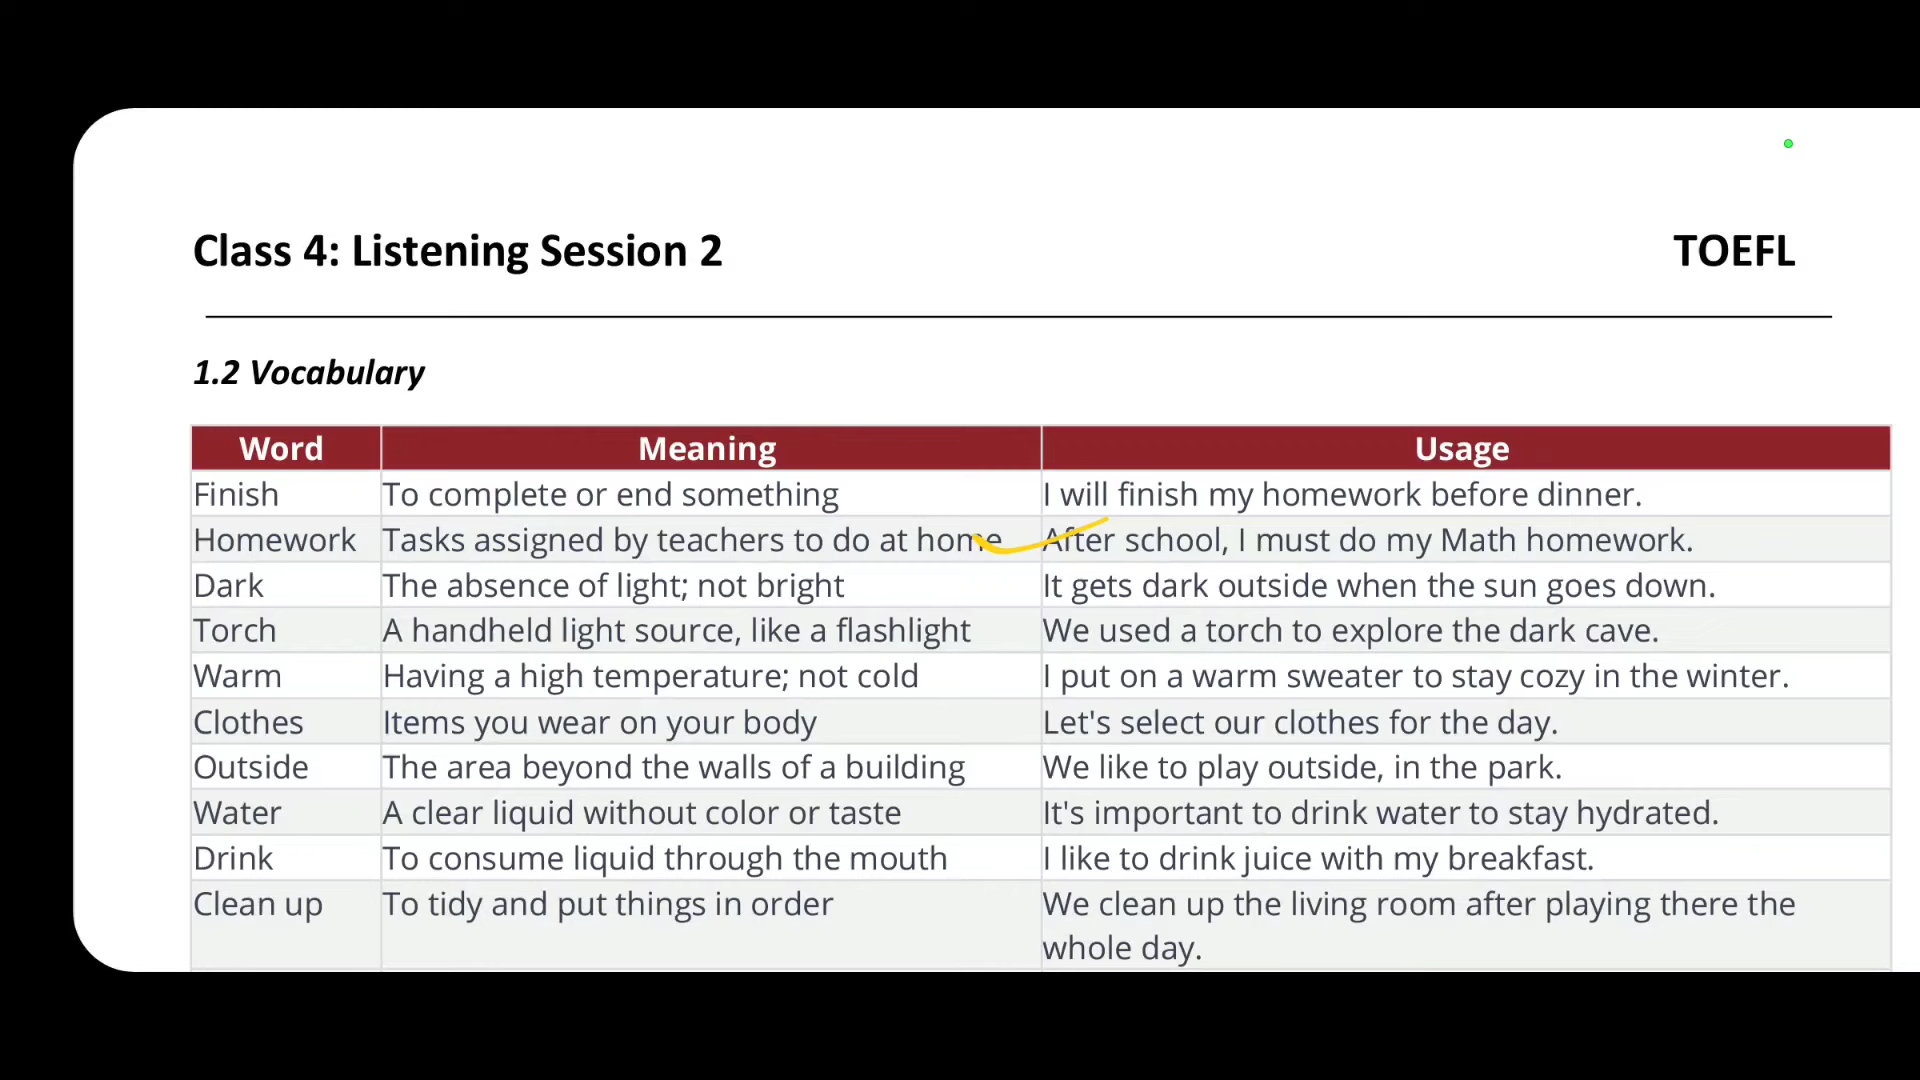 Class 4: Listening Session 2 TOEFL
1.2 Vocabulary
Word Meaning Usage
Finish To complete or end something I will finish my homework before dinner.
Homework Tasks assigned by teachers to do at home After school, I must do my Math homework.
Dark The absence of light; not bright It gets dark outside when the sun goes down.
Torch A handheld light source, like a flashlight We used a torch to explore the dark cave.
Warm Having a high temperature; not cold I put on a warm sweater to stay cozy in the winter.
Clothes Items you wear on your body Let's select our clothes for the day.
Outside The area beyond the walls of a building We like to play outside, in the park.
Water A clear liquid without color or taste It's important to drink water to stay hydrated.
Drink To consume liquid through the mouth I like to drink juice with my breakfast.
Clean up To tidy and put things in order We clean up the living room after playing there the
whole day.